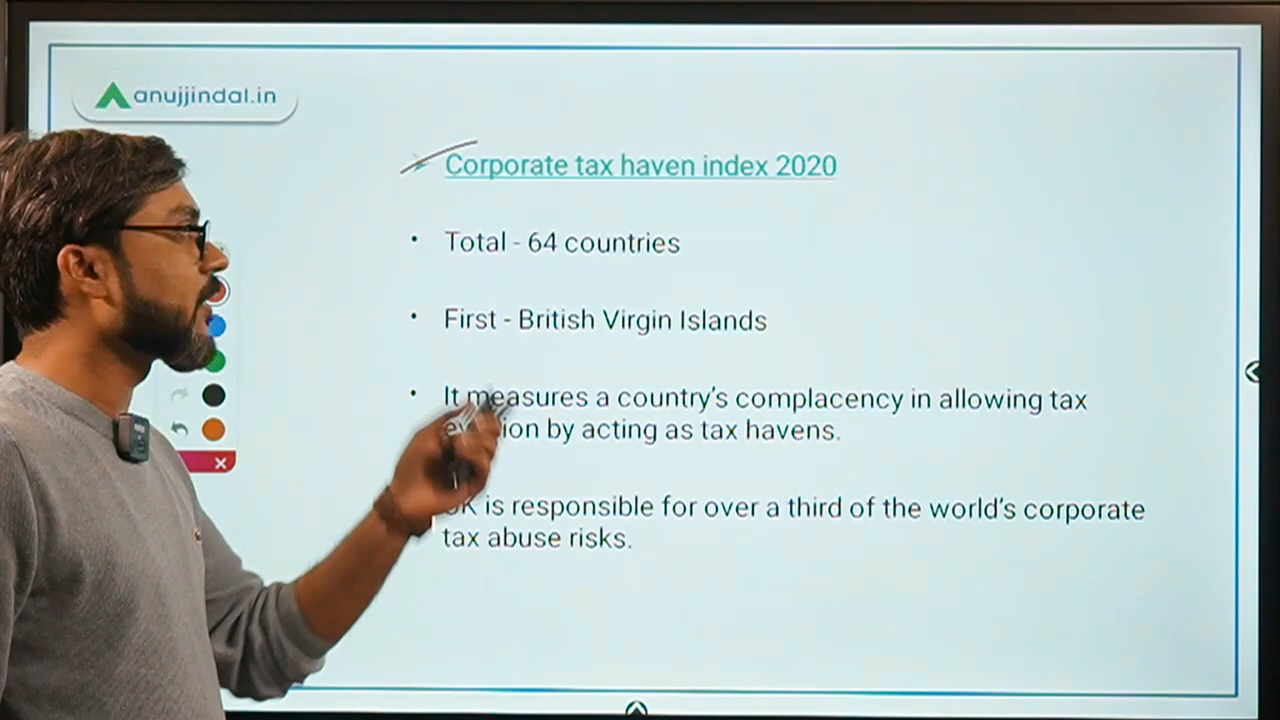 anujjindal.in
Corporate tax haven index 2020
• Total - 64 countries
• First - British Virgin Islands
• It measures a country's complacency in allowing tax
by acting as tax havens.
is responsible for over a third of the world's corporate
tax abuse risks.